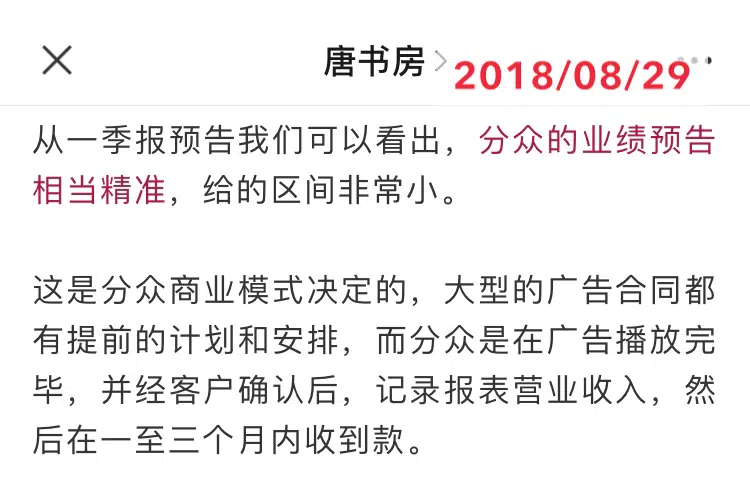 唐书房
2018/08/29
从一季报预告我们可以看出，分众的业绩预告
相当精准，给的区间非常小。
这是分众商业模式决定的，大型的广告合同都
有提前的计划和安排，而分众是在广告播放完
毕，并经客户确认后，记录报表营业收入，然
后在一至三个月内收到款。